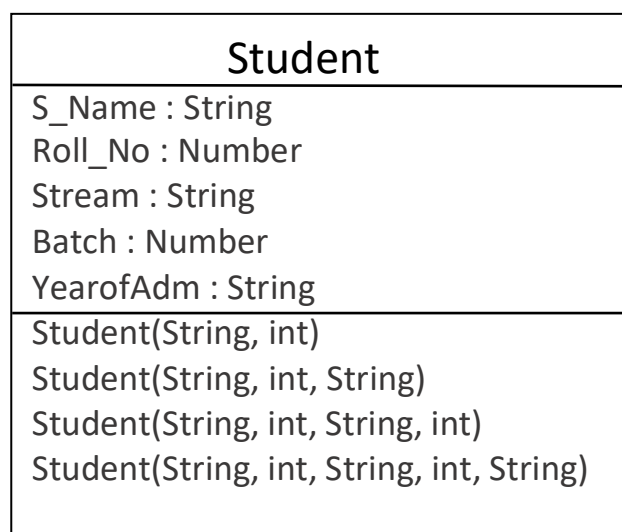 Student
S_Name : String
Roll_No : Number
Stream : String
Batch : Number
YearofAdm : String
Student(String, int)
Student(String, int, String)
Student(String, int, String, int)
Student(String, int, String, int, String)